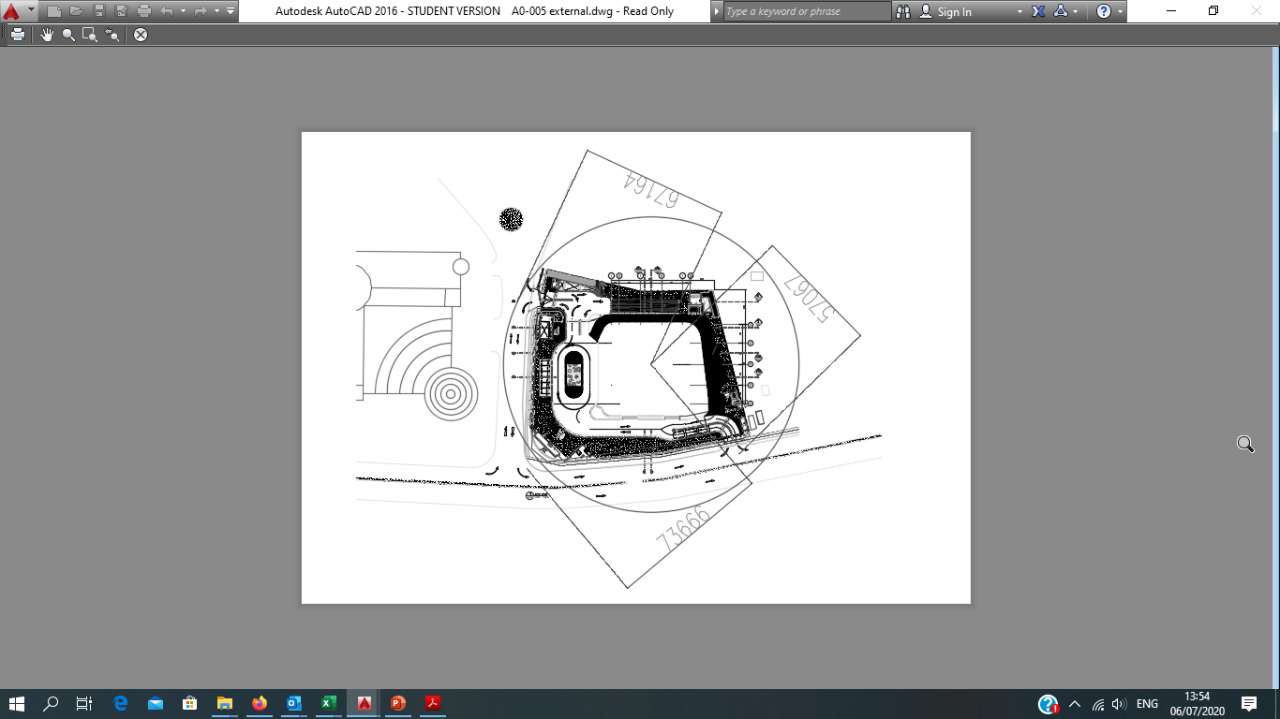 Autodesk AutoCAD 2016 - STUDENT VERSION A0-005 external.dwg - Read Only
Type a keyword or phrase
Sign In
67164
57067
73666
ENG
13:54
06/07/2020